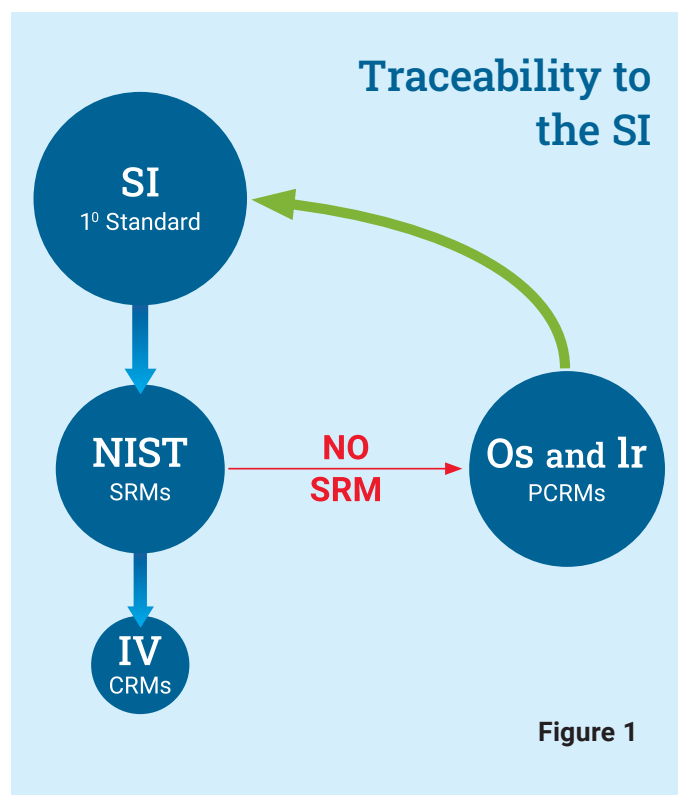 Traceability to
the SI
SI
1⁰ Standard
NIST
SRMs
NO
SRM
Os and lr
PCRMs
IV
CRMs
Figure 1